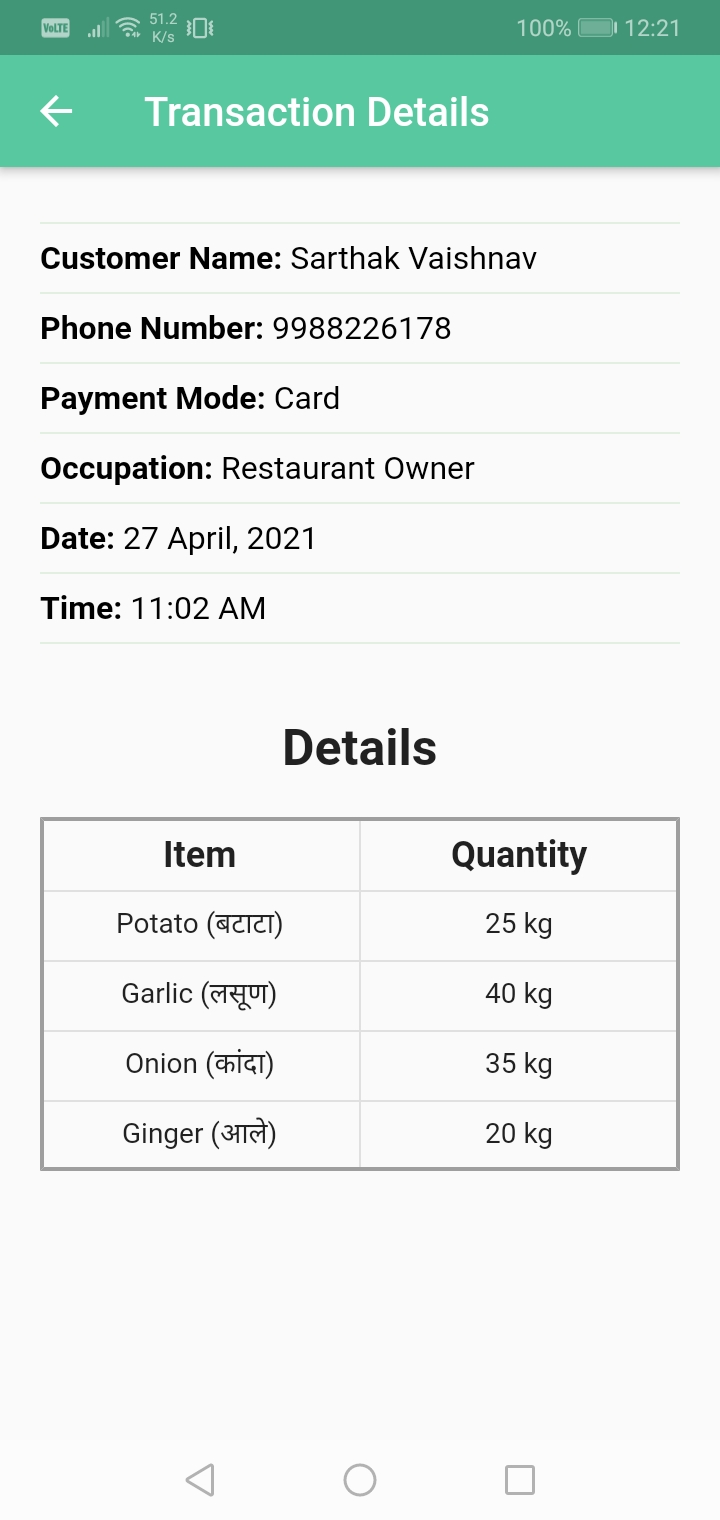 VoLTE 51.2 K/s 100% 12:21
Transaction Details
Customer Name: Sarthak Vaishnav
Phone Number: 9988226178
Payment Mode: Card
Occupation: Restaurant Owner
Date: 27 April, 2021
Time: 11:02 AM
Details
Item Quantity
Potato (बटाटा) 25 kg
Garlic (लसूण) 40 kg
Onion (कांदा) 35 kg
Ginger (आले) 20 kg